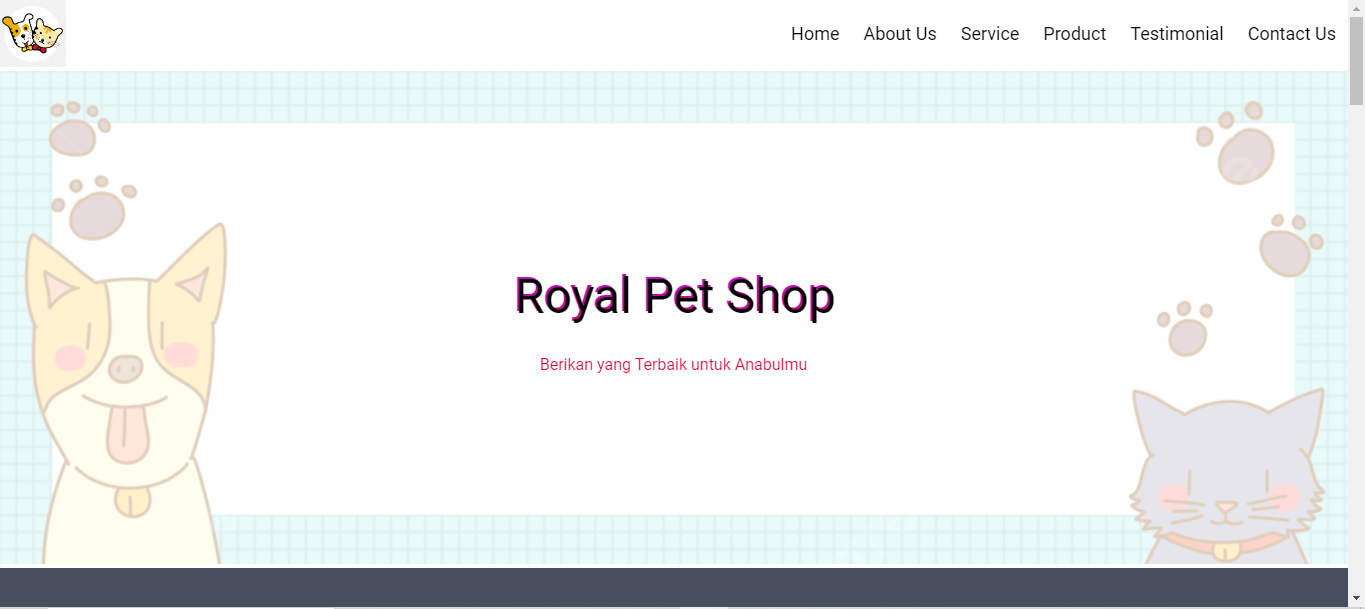 Home About Us Service Product Testimonial Contact Us
Royal Pet Shop
Berikan yang Terbaik untuk Anabulmu